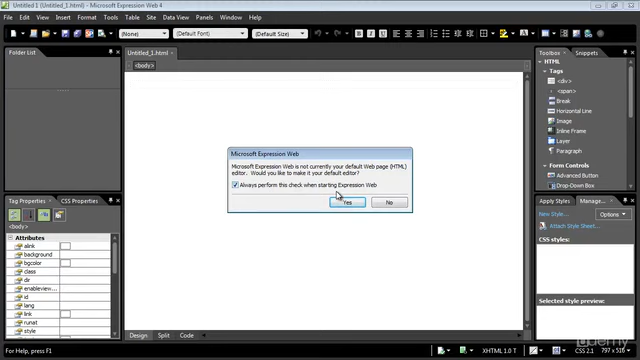 Untitled 1 (Untitled_1.html) - Microsoft Expression Web 4
File Edit View Insert Format Tools Table Site Data View Panels Window Help
(None) (Default Font) (Default Size)
Folder List
Untitled_1.html
<body>
Toolbox Snippets
HTML
Tags
<div>
<span>
Break
Horizontal Line
Image
Inline Frame
Layer
Paragraph
Form Controls
Advanced Button
Drop-Down Box
Microsoft Expression Web
Microsoft Expression Web is not currently your default Web page (HTML)
editor. Would you like to make it your default editor?
Always perform this check when starting Expression Web
Yes No
Tag Properties CSS Properties
Attributes
alink
background
bgcolor
class
dir
enableview...
id
lang
link
runat
style
Apply Styles Manage...
New Style... Options
Attach Style Sheet...
CSS styles:
Selected style preview:
Design Split Code
For Help, press F1
XHTML 1.0 T CSS 2.1 797 x 516
udemy